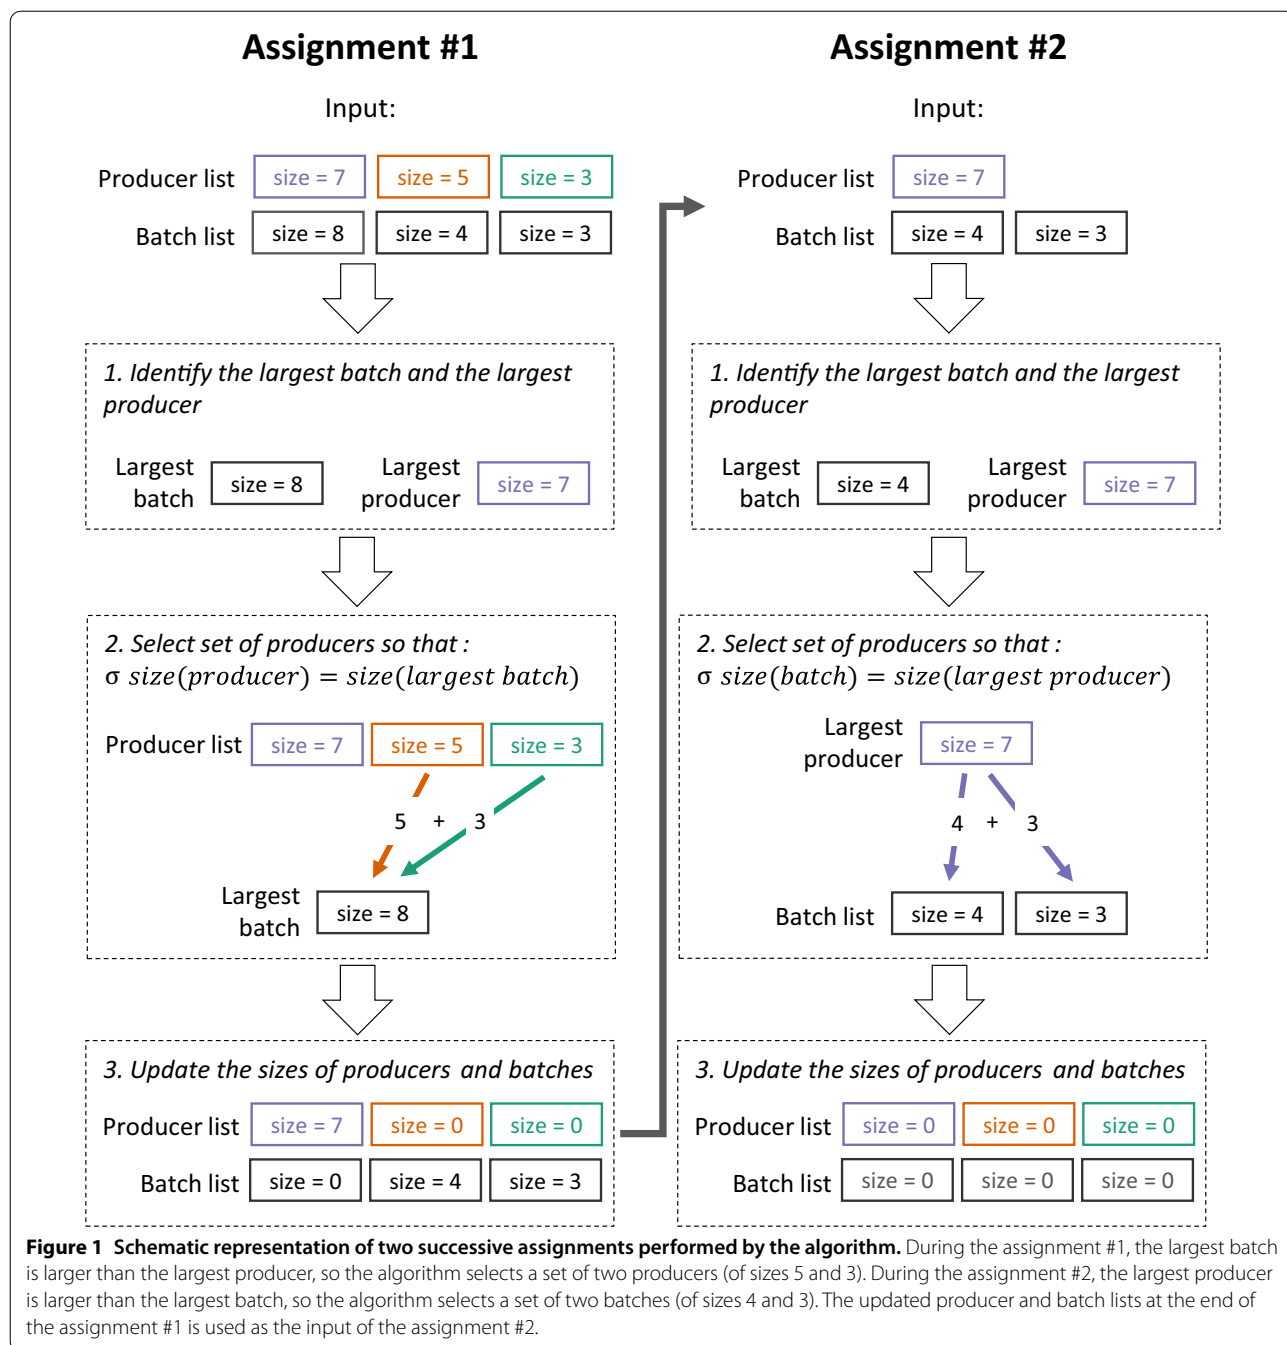 Assignment #1
Input:
Producer list size = 7 size = 5 size = 3
Batch list size = 8 size = 4 size = 3
1. Identify the largest batch and the largest
producer
Largest
batch
size = 8
Largest
producer
size = 7
2. Select set of producers so that :
σ size(producer) = size(largest batch)
Producer list size = 7 size = 5 size = 3
5 + 3
Largest
batch
size = 8
3. Update the sizes of producers and batches
Producer list size = 7 size = 0 size = 0
Batch list size = 0 size = 4 size = 3
Assignment #2
Input:
Producer list size = 7
Batch list size = 4 size = 3
1. Identify the largest batch and the largest
producer
Largest
batch
size = 4
Largest
producer
size = 7
2. Select set of producers so that :
σ size(batch) = size(largest producer)
Largest
producer
size = 7
4 + 3
Batch list size = 4 size = 3
3. Update the sizes of producers and batches
Producer list size = 0 size = 0 size = 0
Batch list size = 0 size = 0 size = 0
Figure 1 Schematic representation of two successive assignments performed by the algorithm. During the assignment #1, the largest batch
is larger than the largest producer, so the algorithm selects a set of two producers (of sizes 5 and 3). During the assignment #2, the largest producer
is larger than the largest batch, so the algorithm selects a set of two batches (of sizes 4 and 3). The updated producer and batch lists at the end of
the assignment #1 is used as the input of the assignment #2.